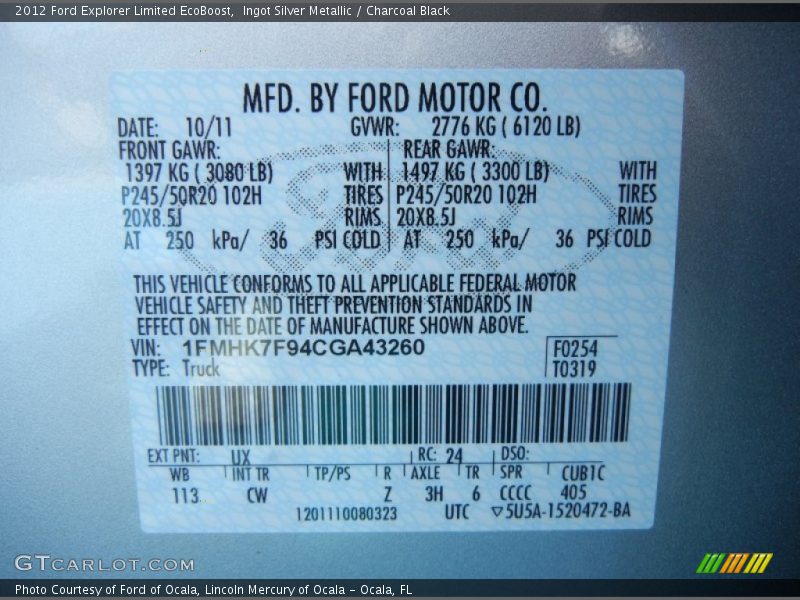 2012 Ford Explorer Limited EcoBoost,  Ingot Silver Metallic / Charcoal Black
MFD. BY FORD MOTOR CO.
DATE: 10/11 GVWR: 2776 KG ( 6120 LB)
FRONT GAWR: REAR GAWR:
1397 KG ( 3080 LB) WITH 1497 KG ( 3300 LB) WITH
P245/50R20 102H TIRES P245/50R20 102H TIRES
20X8.5J RIMS 20X8.5J RIMS
AT 250 kPa/ 36 PSI COLD AT 250 kPa/ 36 PSI COLD
THIS VEHICLE CONFORMS TO ALL APPLICABLE FEDERAL MOTOR
VEHICLE SAFETY AND THEFT PREVENTION STANDARDS IN
EFFECT ON THE DATE OF MANUFACTURE SHOWN ABOVE.
VIN: 1FMHK7F94CGA43260 F0254
TYPE: Truck T0319
EXT PNT: UX RC: 24 DSO:
WB INT TR TP/PS R AXLE TR SPR CUB1C
113 CW Z 3H 6 CCCC 405
1201110080323 UTC ▽5U5A-1520472-BA
GTCARLOT.COM
Photo Courtesy of Ford of Ocala, Lincoln Mercury of Ocala - Ocala, FL